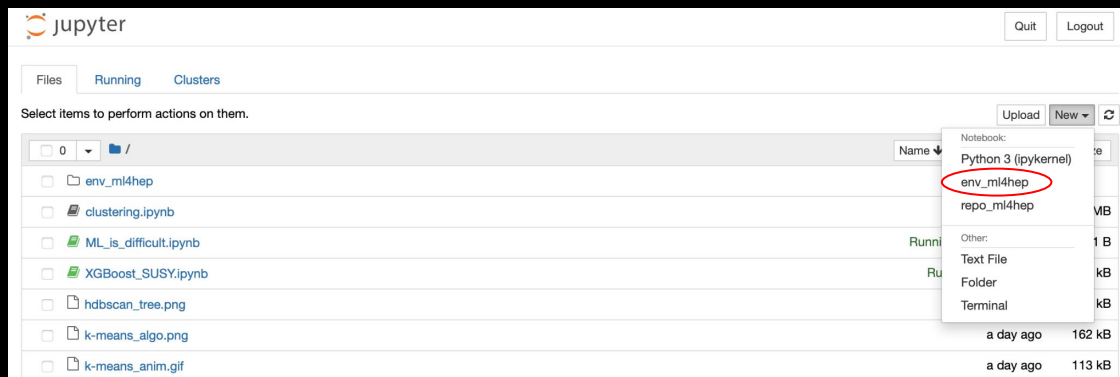 jupyter
Quit Logout
Files Running Clusters
Select items to perform actions on them.
Upload New
0 / Name ze
Notebook:
Python 3 (ipykernel)
env_ml4hep
repo_ml4hep
Other:
Text File
Folder
Terminal
env_ml4hep
clustering.ipynb MB
ML_is_difficult.ipynb Runni 1 B
XGBoost_SUSY.ipynb Ru kB
hdbscan_tree.png kB
k-means_algo.png a day ago 162 kB
k-means_anim.gif a day ago 113 kB